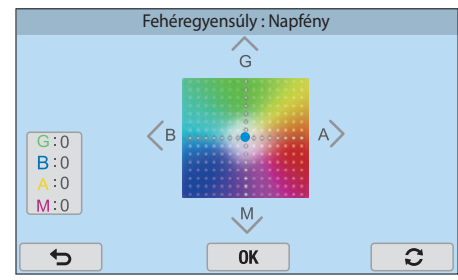 Fehéregyensúly : Napfény
G
B
A
M
G:0
B:0
A:0
M:0
OK